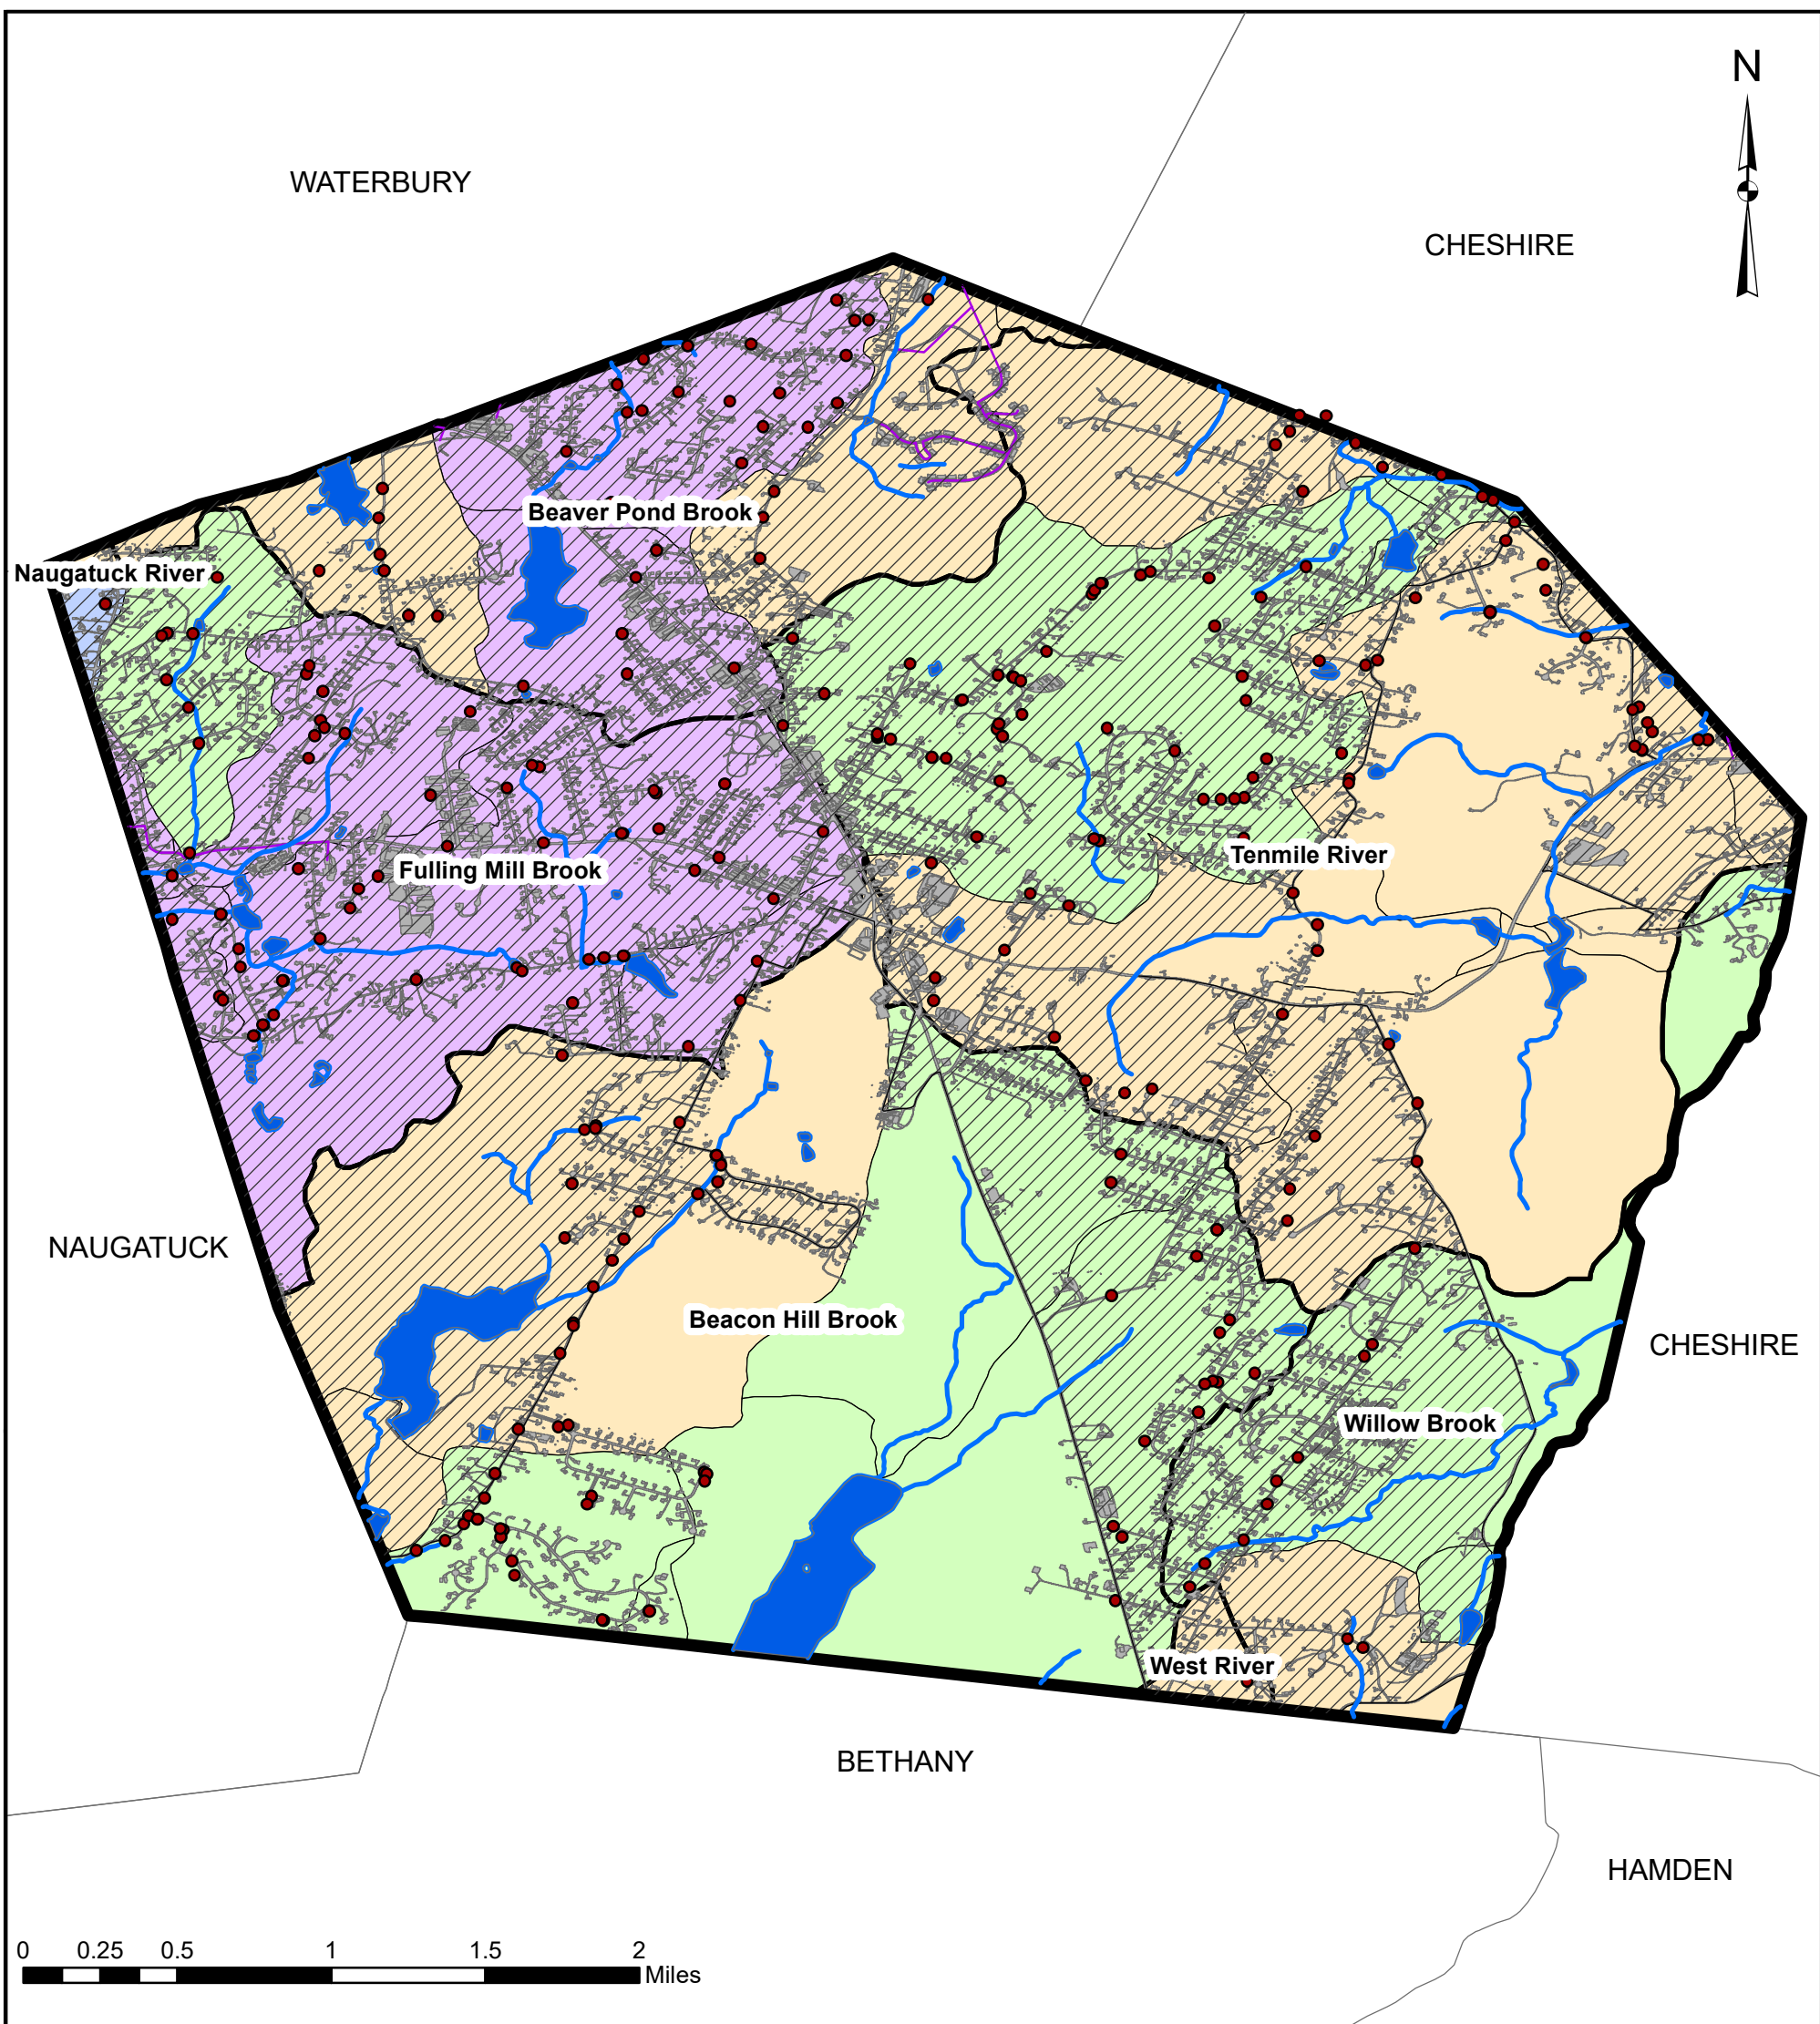 N
WATERBURY
CHESHIRE
Beaver Pond Brook
Naugatuck River
Tenmile River
Fulling Mill Brook
NAUGATUCK
Beacon Hill Brook
CHESHIRE
Willow Brook
West River
BETHANY
HAMDEN
0 0.25 0.5 1 1.5 2
Miles